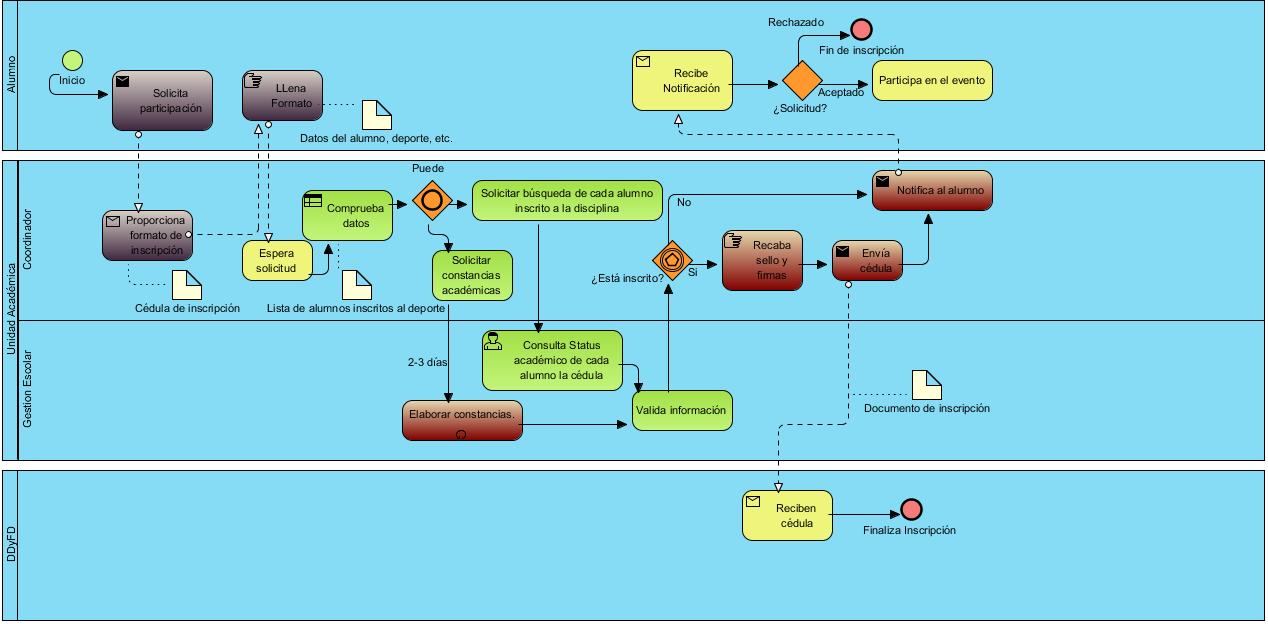 Alumno
Inicio
Solicita
participación
LLena
Formato
Datos del alumno, deporte, etc.
Recibe
Notificación
Rechazado
Fin de inscripción
¿Solicitud?
Aceptado
Participa en el evento
Unidad Académica
Coordinador
Proporciona
formato de
inscripción
Cédula de inscripción
Espera
solicitud
Comprueba
datos
Lista de alumnos inscritos al deporte
Puede
Solicitar búsqueda de cada alumno
inscrito a la disciplina
Solicitar
constancias
académicas
¿Está inscrito?
No
Si
Recaba
sello y
firmas
Envía
cédula
Notifica al alumno
Gestion Escolar
2-3 días
Consulta Status
académico de cada
alumno la cédula
Elaborar constancias.
Valida información
Documento de inscripción
DDyFD
Reciben
cédula
Finaliza Inscripción